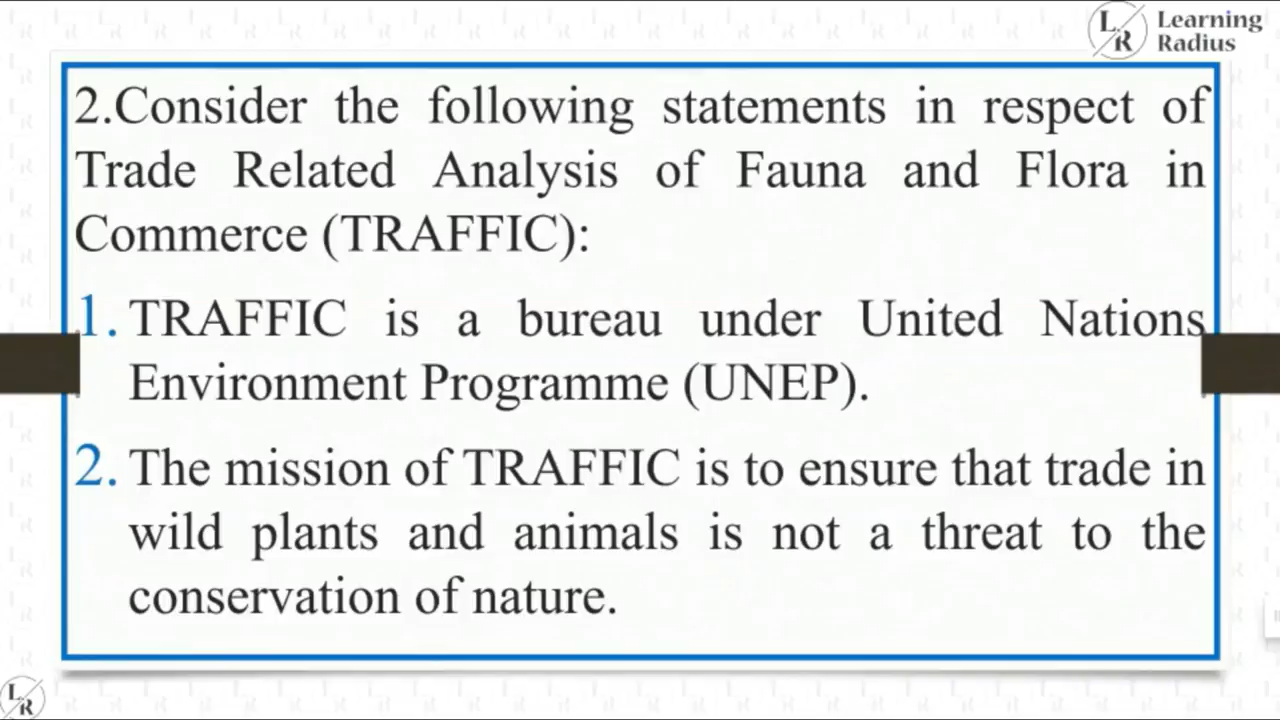 LR Learning
Radius
2.Consider the following statements in respect of
Trade Related Analysis of Fauna and Flora in
Commerce (TRAFFIC):
1. TRAFFIC is a bureau under United Nations
Environment Programme (UNEP).
2. The mission of TRAFFIC is to ensure that trade in
wild plants and animals is not a threat to the
conservation of nature.
LR